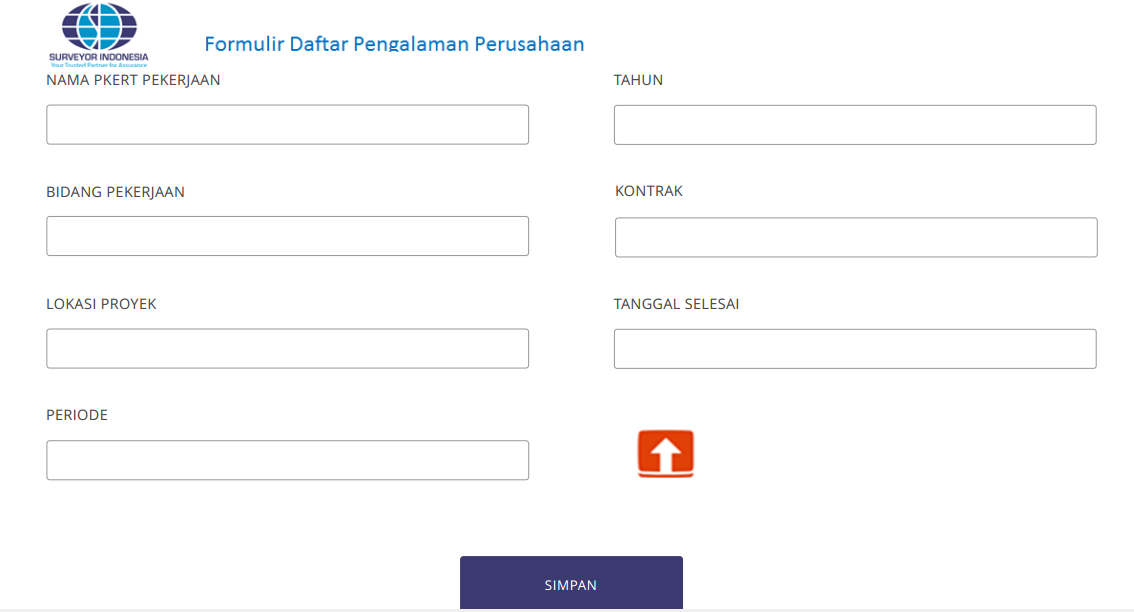 SURVEYOR INDONESIA
Your Trusted Partner for Assurance
Formulir Daftar Pengalaman Perusahaan
NAMA PKERT PEKERJAAN
TAHUN
BIDANG PEKERJAAN
KONTRAK
LOKASI PROYEK
TANGGAL SELESAI
PERIODE
SIMPAN